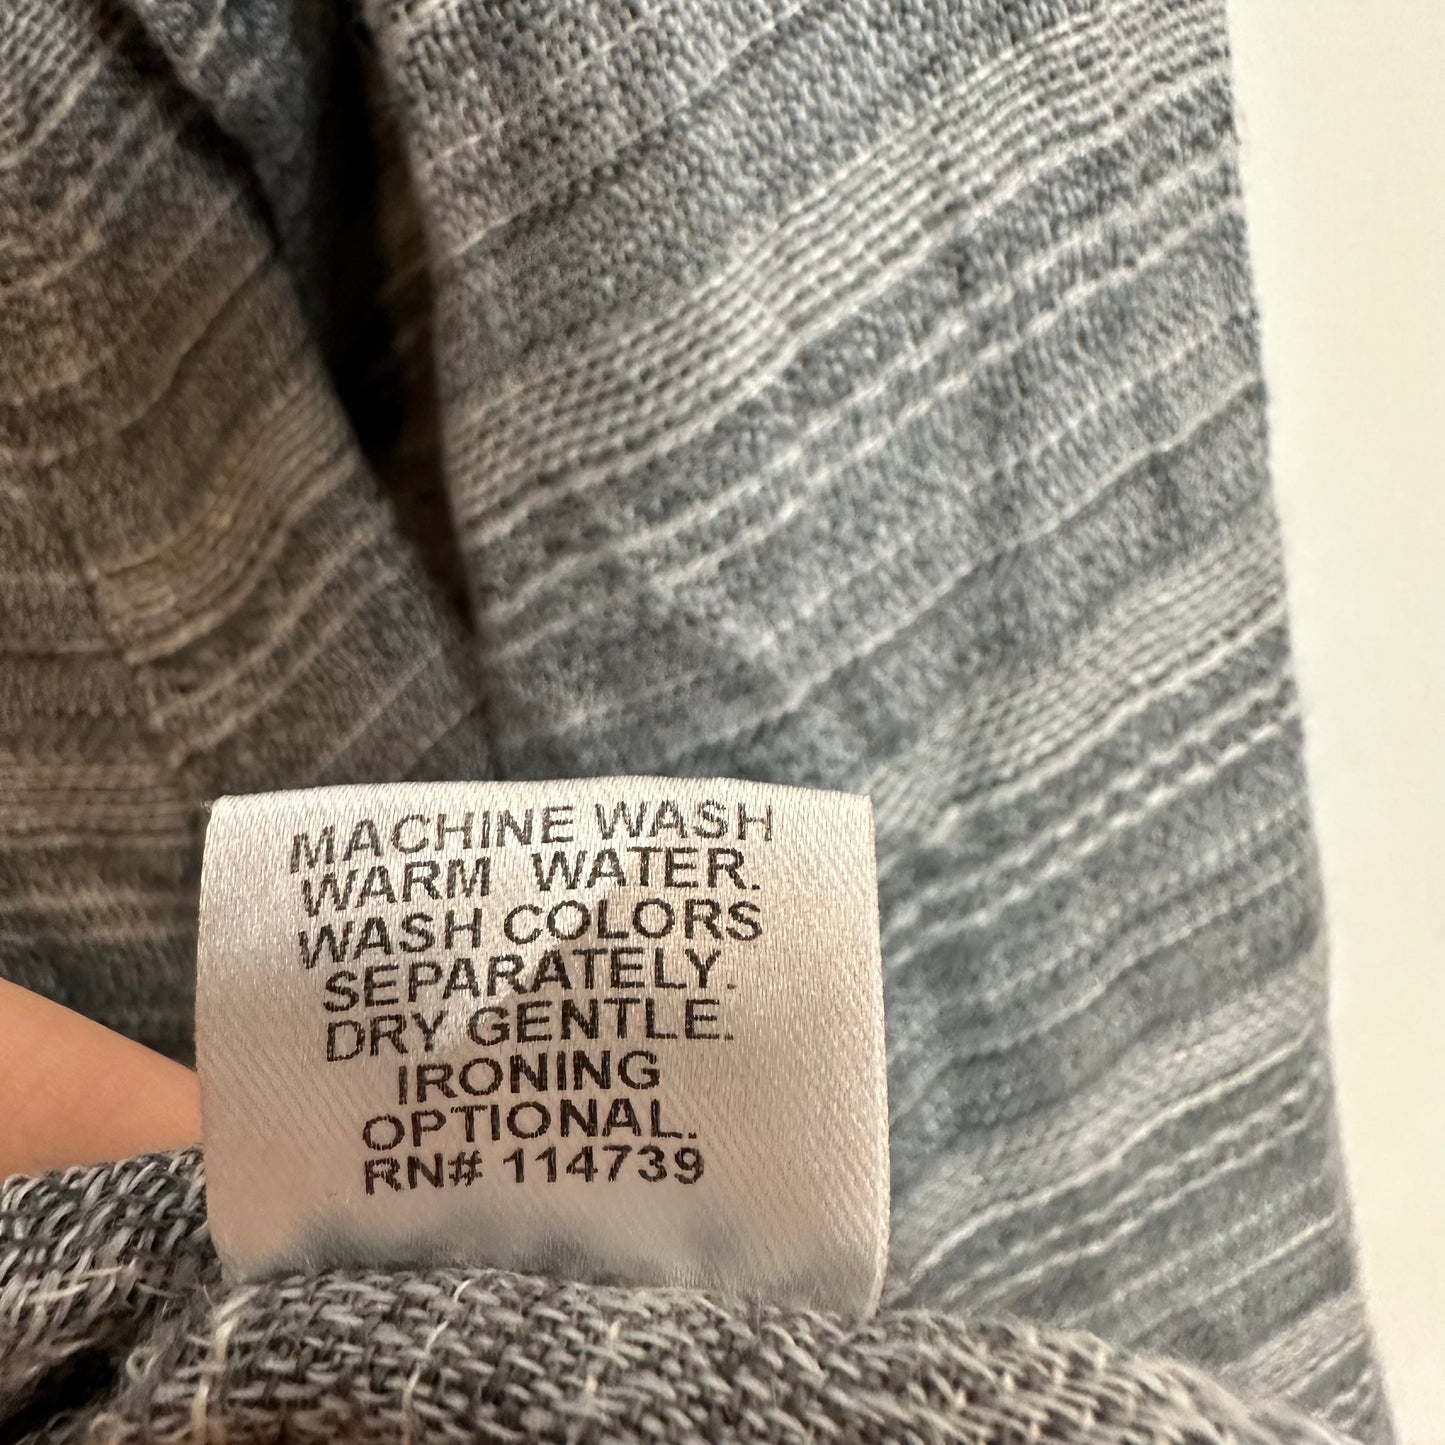 MACHINE WASH
WARM WATER.
WASH COLORS
SEPARATELY.
DRY GENTLE.
IRONING
OPTIONAL.
RN# 114739